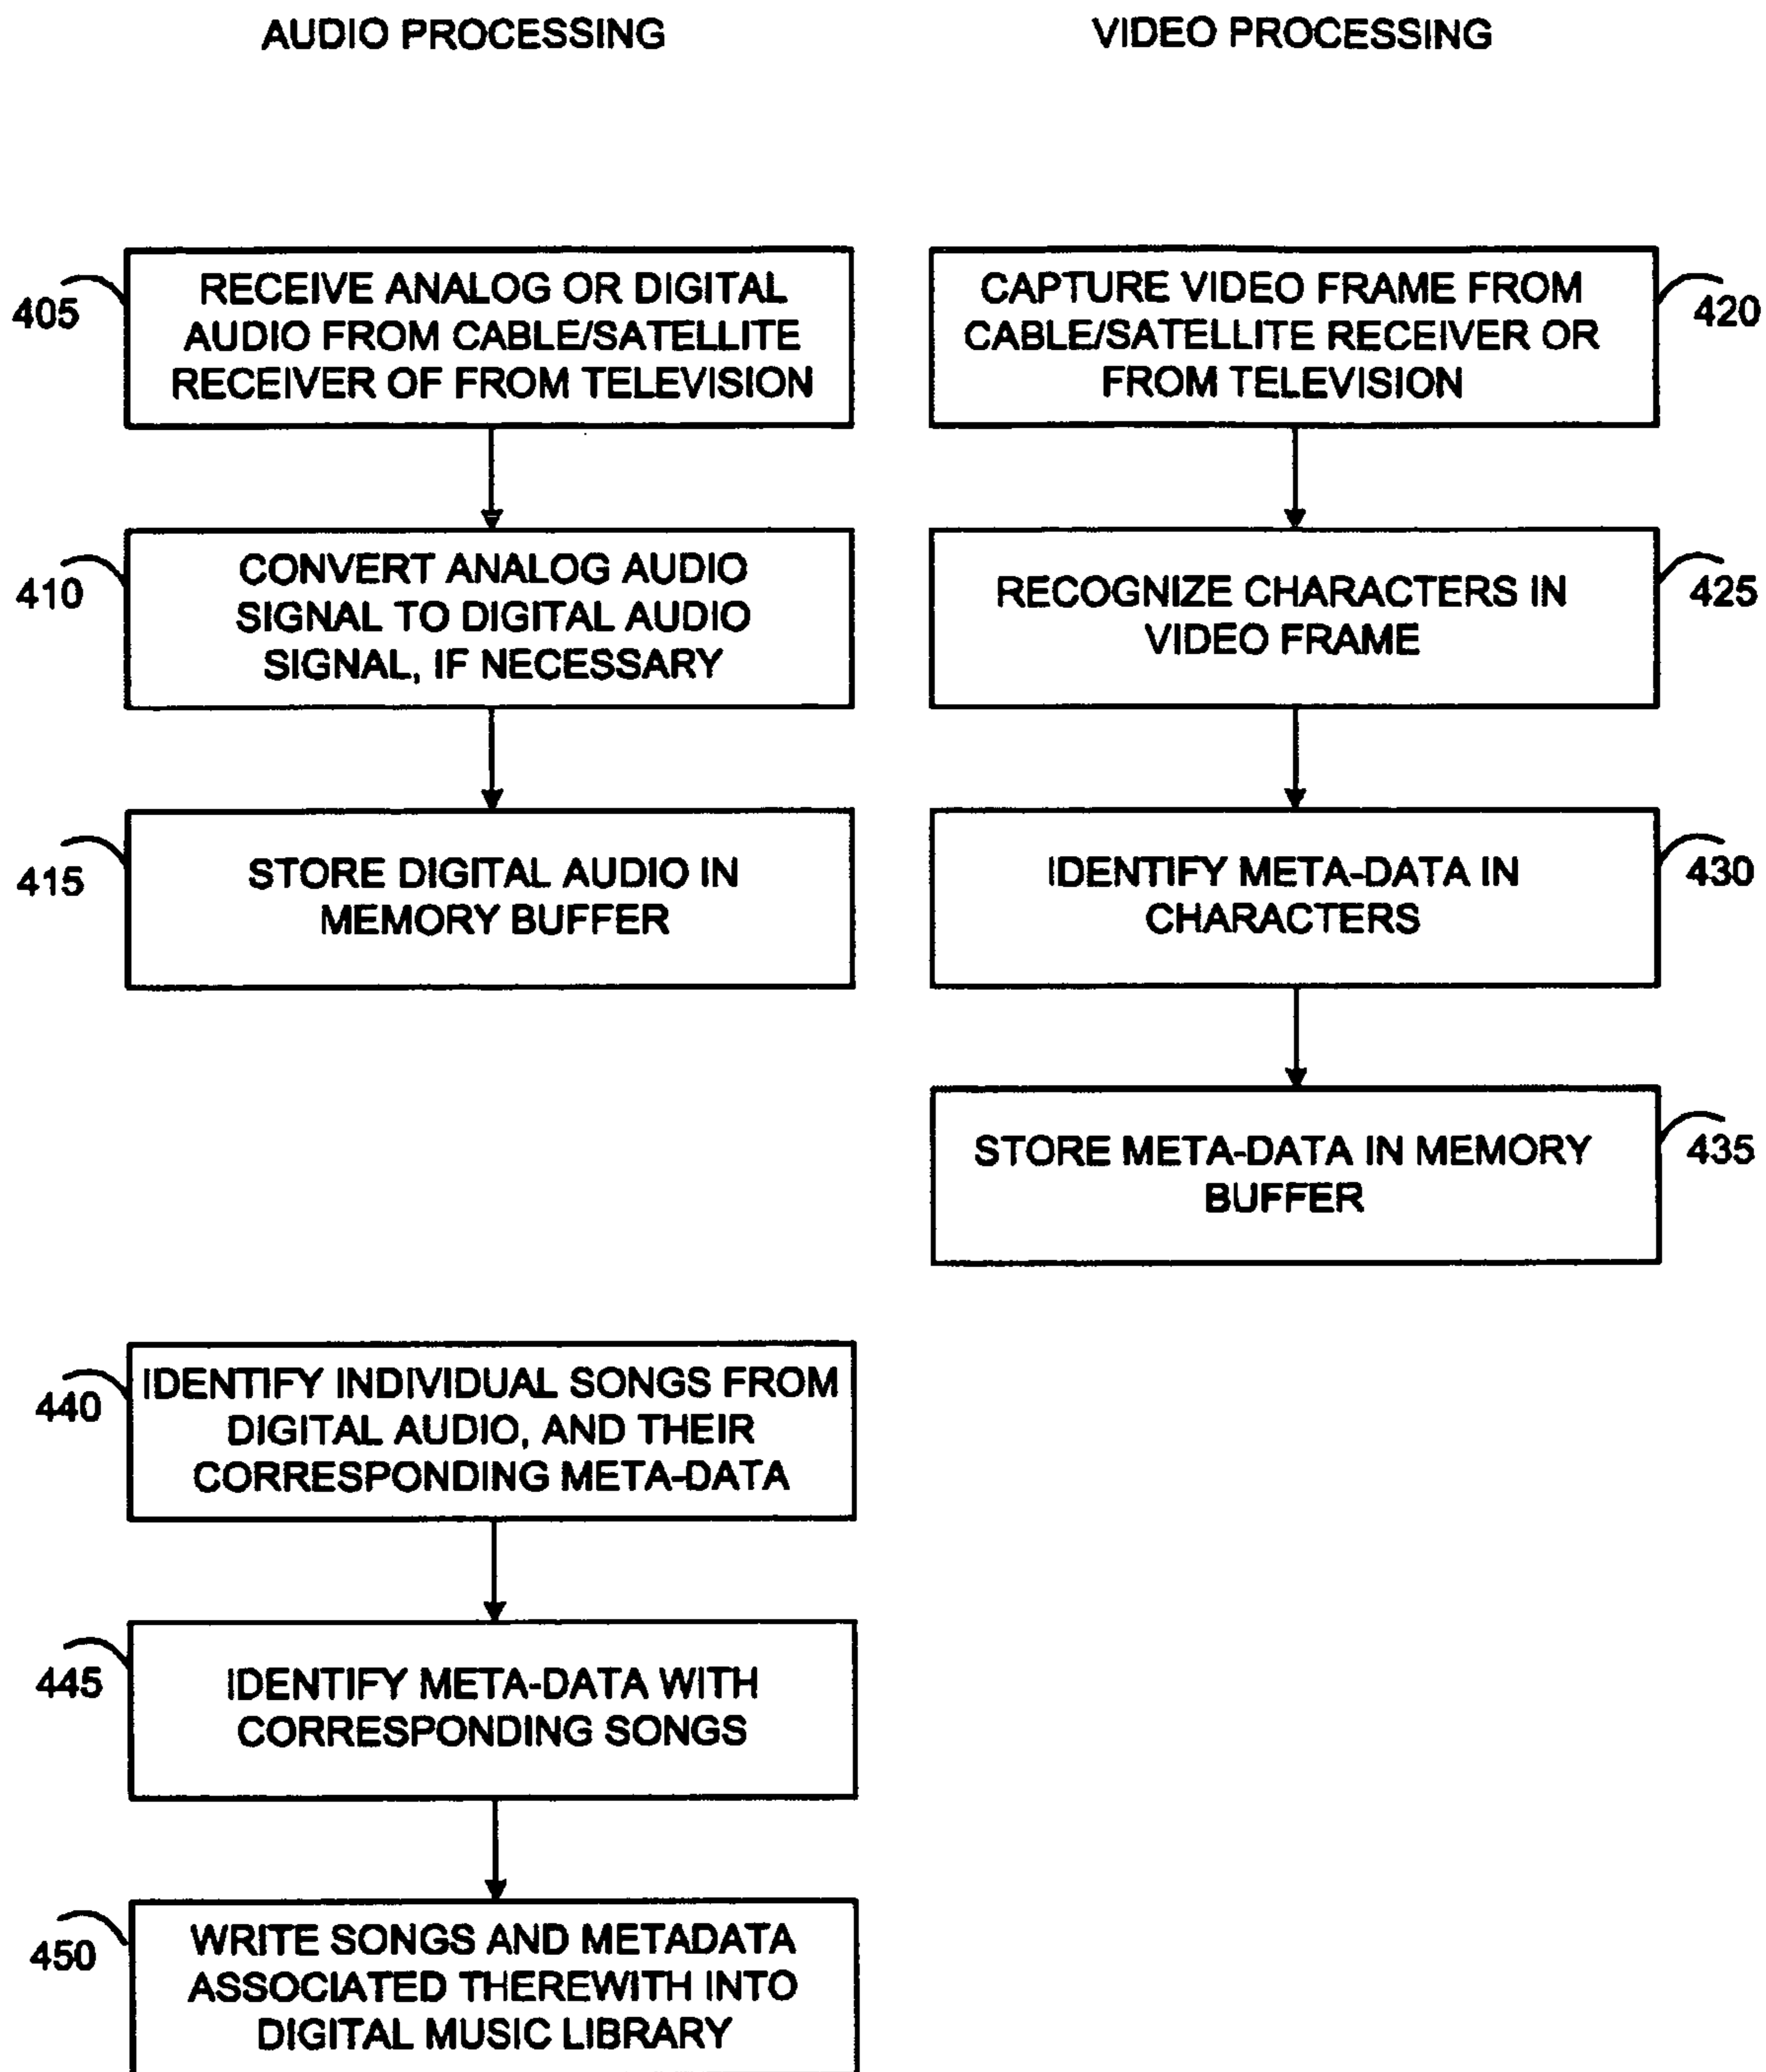 AUDIO PROCESSING
VIDEO PROCESSING
405
RECEIVE ANALOG OR DIGITAL
AUDIO FROM CABLE/SATELLITE
RECEIVER OF FROM TELEVISION
410
CONVERT ANALOG AUDIO
SIGNAL TO DIGITAL AUDIO
SIGNAL, IF NECESSARY
415
STORE DIGITAL AUDIO IN
MEMORY BUFFER
CAPTURE VIDEO FRAME FROM
CABLE/SATELLITE RECEIVER OR
FROM TELEVISION
420
RECOGNIZE CHARACTERS IN
VIDEO FRAME
425
IDENTIFY META-DATA IN
CHARACTERS
430
STORE META-DATA IN MEMORY
BUFFER
435
440
IDENTIFY INDIVIDUAL SONGS FROM
DIGITAL AUDIO, AND THEIR
CORRESPONDING META-DATA
445
IDENTIFY META-DATA WITH
CORRESPONDING SONGS
450
WRITE SONGS AND METADATA
ASSOCIATED THEREWITH INTO
DIGITAL MUSIC LIBRARY